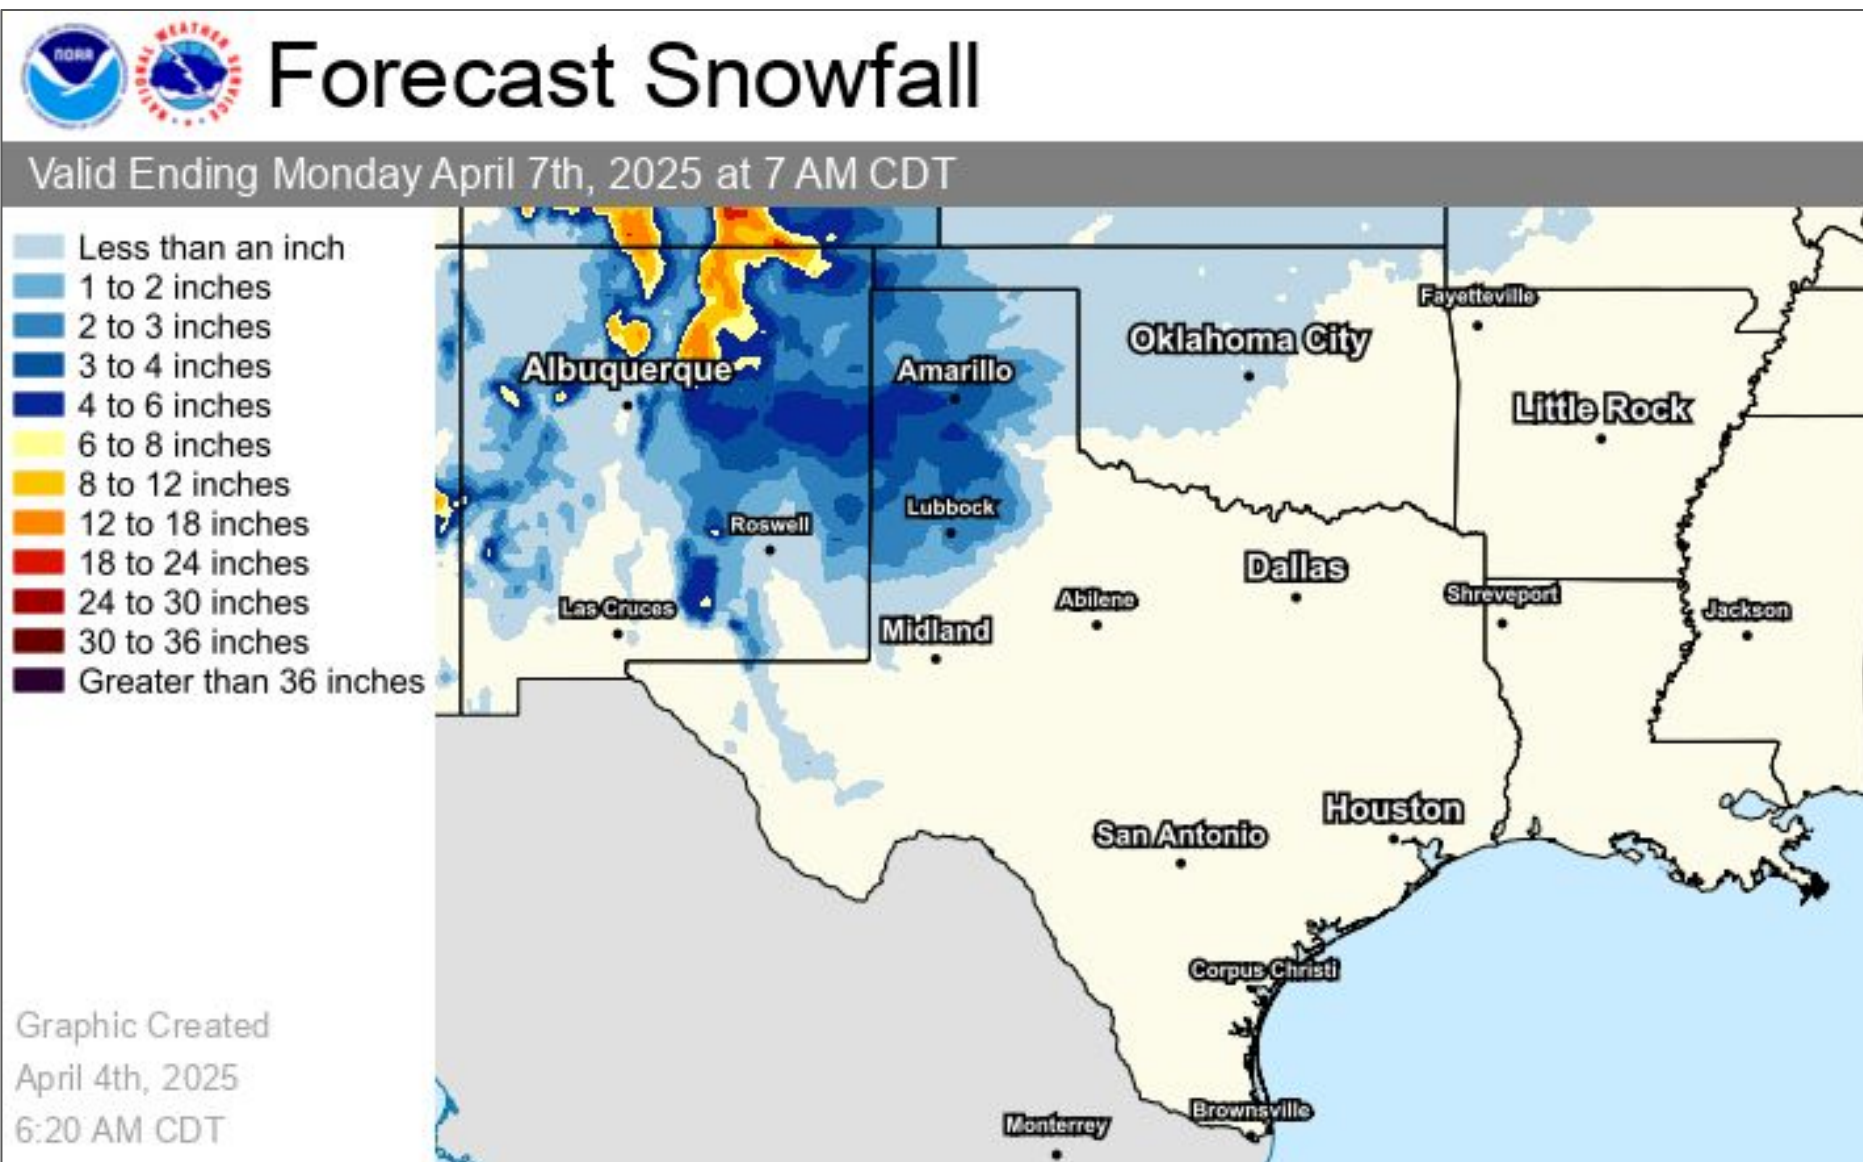 NOAA
NATIONAL WEATHER SERVICE
Forecast Snowfall
Valid Ending Monday April 7th, 2025 at 7 AM CDT
Less than an inch
1 to 2 inches
2 to 3 inches
3 to 4 inches
4 to 6 inches
6 to 8 inches
8 to 12 inches
12 to 18 inches
18 to 24 inches
24 to 30 inches
30 to 36 inches
Greater than 36 inches
Graphic Created
April 4th, 2025
6:20 AM CDT
Fayetteville
Oklahoma City
Albuquerque
Amarillo
Little Rock
Lubbock
Roswell
Dallas
Las Cruces
Abilene
Shreveport
Jackson
Midland
Houston
San Antonio
Corpus Christi
Brownsville
Monterrey